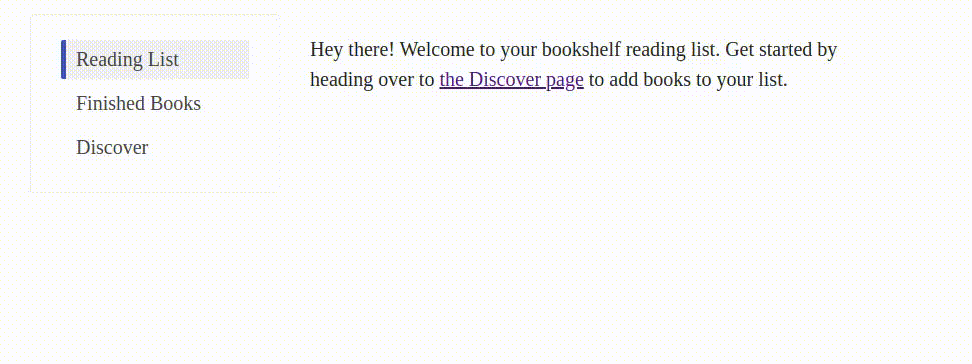 Reading List
Finished Books
Discover
Hey there! Welcome to your bookshelf reading list. Get started by
heading over to the Discover page to add books to your list.